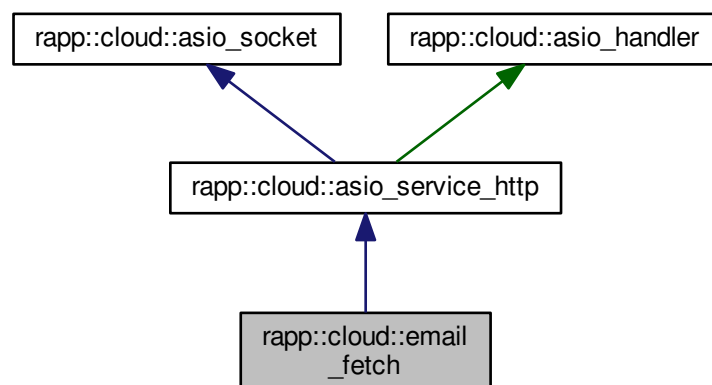 rapp::cloud::asio_socket
rapp::cloud::asio_handler
rapp::cloud::asio_service_http
rapp::cloud::email
_fetch